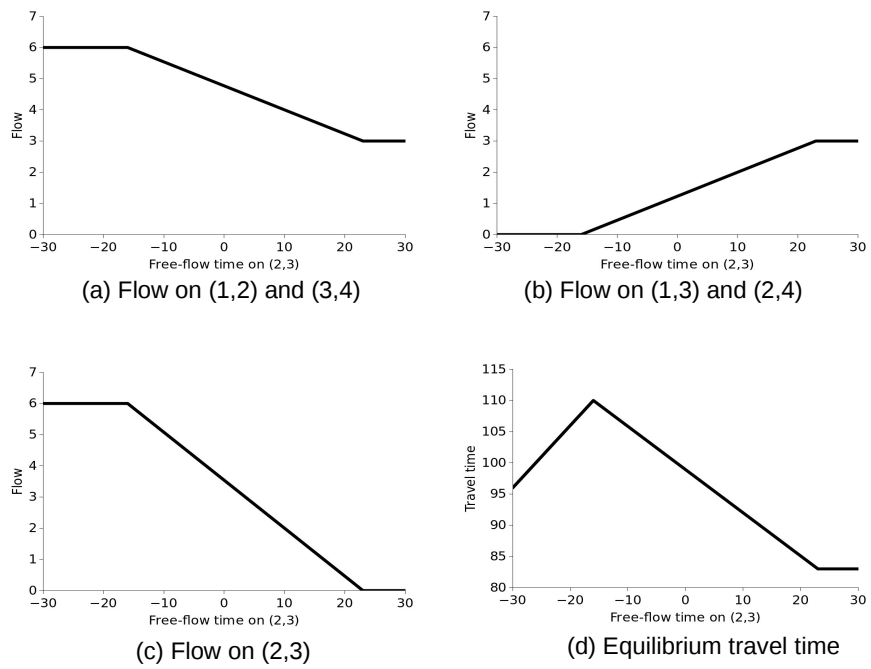 7
6
5
4
3
2
1
0
Flow
−30 −20 −10 0 10 20 30
Free-flow time on (2,3)
(a) Flow on (1,2) and (3,4)
7
6
5
4
3
2
1
0
Flow
−30 −20 −10 0 10 20 30
Free-flow time on (2,3)
(b) Flow on (1,3) and (2,4)
7
6
5
4
3
2
1
0
Flow
−30 −20 −10 0 10 20 30
Free-flow time on (2,3)
(c) Flow on (2,3)
115
110
105
100
95
90
85
80
Travel time
−30 −20 −10 0 10 20 30
Free-flow time on (2,3)
(d) Equilibrium travel time